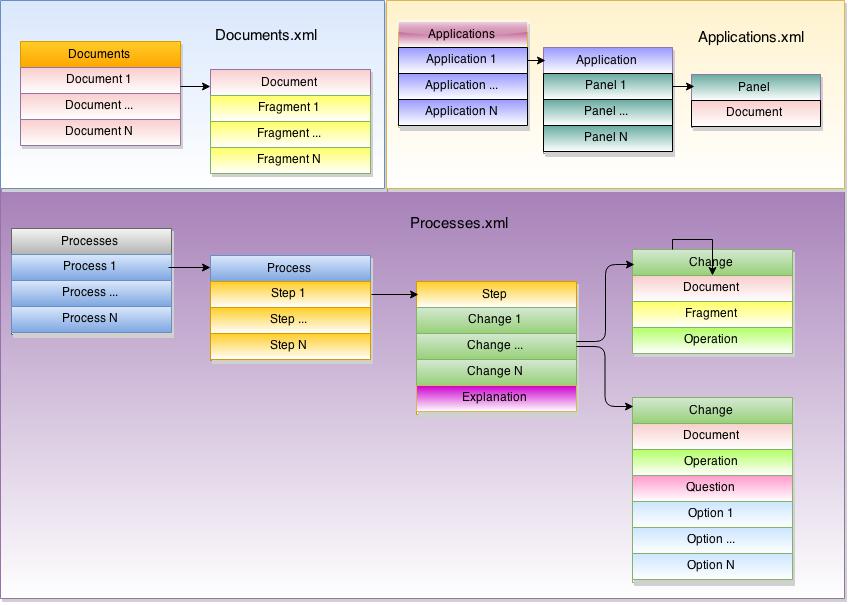 Documents.xml
Documents
Document 1
Document ...
Document N
Document
Fragment 1
Fragment ...
Fragment N
Applications.xml
Applications
Application 1
Application ...
Application N
Application
Panel 1
Panel ...
Panel N
Panel
Document
Processes.xml
Processes
Process 1
Process ...
Process N
Process
Step 1
Step ...
Step N
Step
Change 1
Change ...
Change N
Explanation
Change
Document
Fragment
Operation
Change
Document
Operation
Question
Option 1
Option ...
Option N